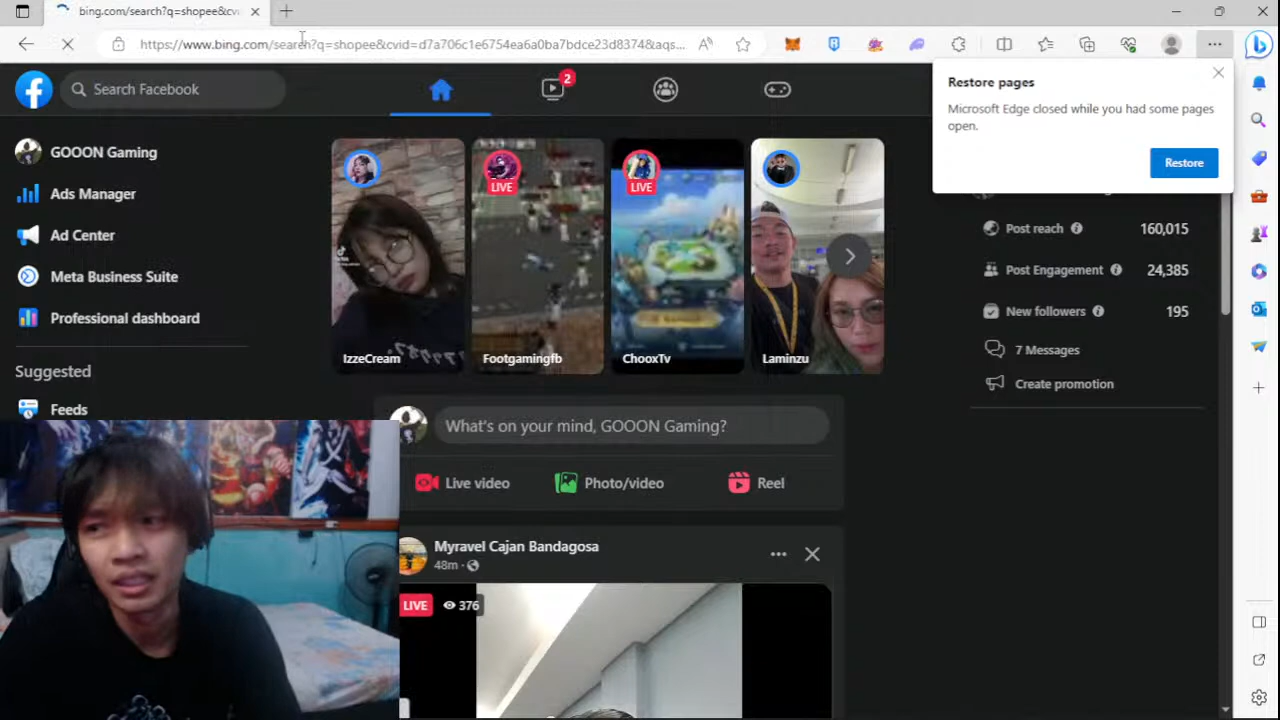 bing.com/search?q=shopee&cv
https://www.bing.com/search?q=shopee&cvid=d7a706c1e6754ea6a0ba7bdce23d8374&aqs...
Search Facebook
2
Restore pages
Microsoft Edge closed while you had some pages
open.
Restore
GOOON Gaming
Ads Manager
Ad Center
Meta Business Suite
Professional dashboard
Suggested
Feeds
LIVE
LIVE
IzzeCream
Footgamingfb
ChooxTv
Laminzu
Post reach
160,015
Post Engagement
24,385
New followers
195
7 Messages
Create promotion
What's on your mind, GOOON Gaming?
Live video
Photo/video
Reel
Myravel Cajan Bandagosa
48m
LIVE
376